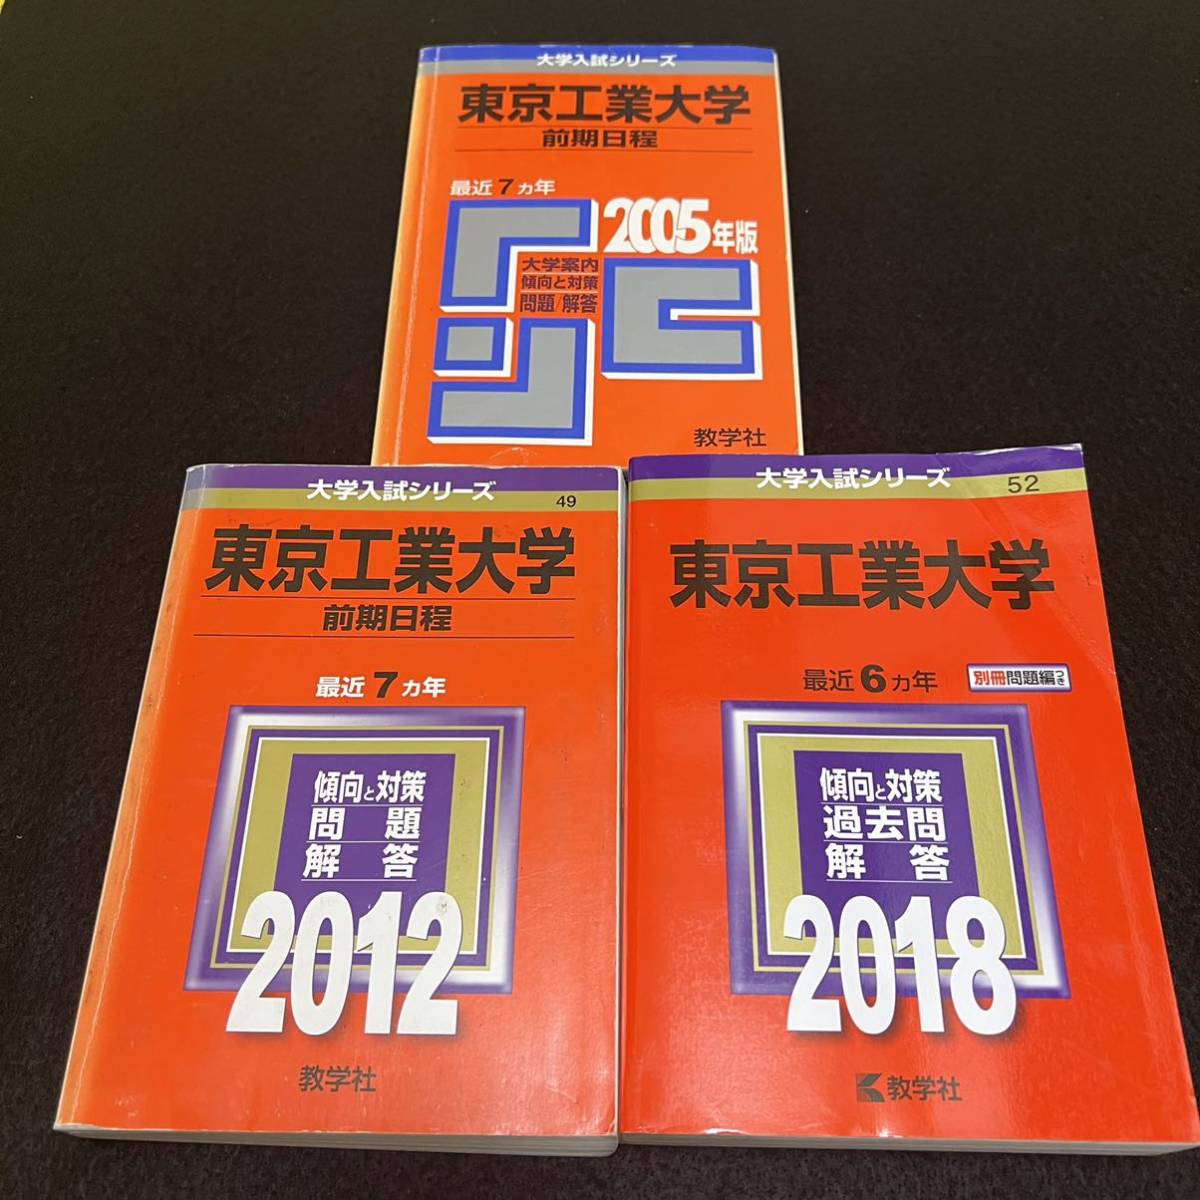 大学入試シリーズ
東京工業大学
前期日程
最近7ヵ年
2005年版
大学案内
傾向と対策
問題/解答
教学社
大学入試シリーズ
49
東京工業大学
前期日程
最近7ヵ年
傾向と対策
問題
解答
2012
教学社
大学入試シリーズ
52
東京工業大学
最近6ヵ年
別冊問題編つき
傾向と対策
過去問
解答
2018
教学社